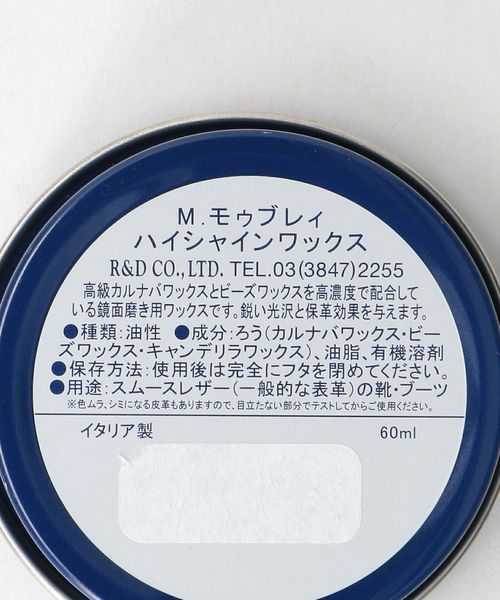 M.モゥブレィ
ハイシャインワックス
R&D CO.,LTD. TEL.03(3847)2255
高級カルナバワックスとビーズワックスを高濃度で配合して
いる鏡面磨き用ワックスです。鋭い光沢と保革効果を与えます。
●種類:油性 ●成分:ろう(カルナバワックス・ビー
ズワックス・キャンデリラワックス)、油脂、有機溶剤
●保存方法:使用後は完全にフタを閉めてください。
●用途:スムースレザー(一般的な表革)の靴・ブーツ
※色ムラ、シミになる皮革もありますので、目立たない部分でテストしてからご使用ください。
イタリア製 60ml